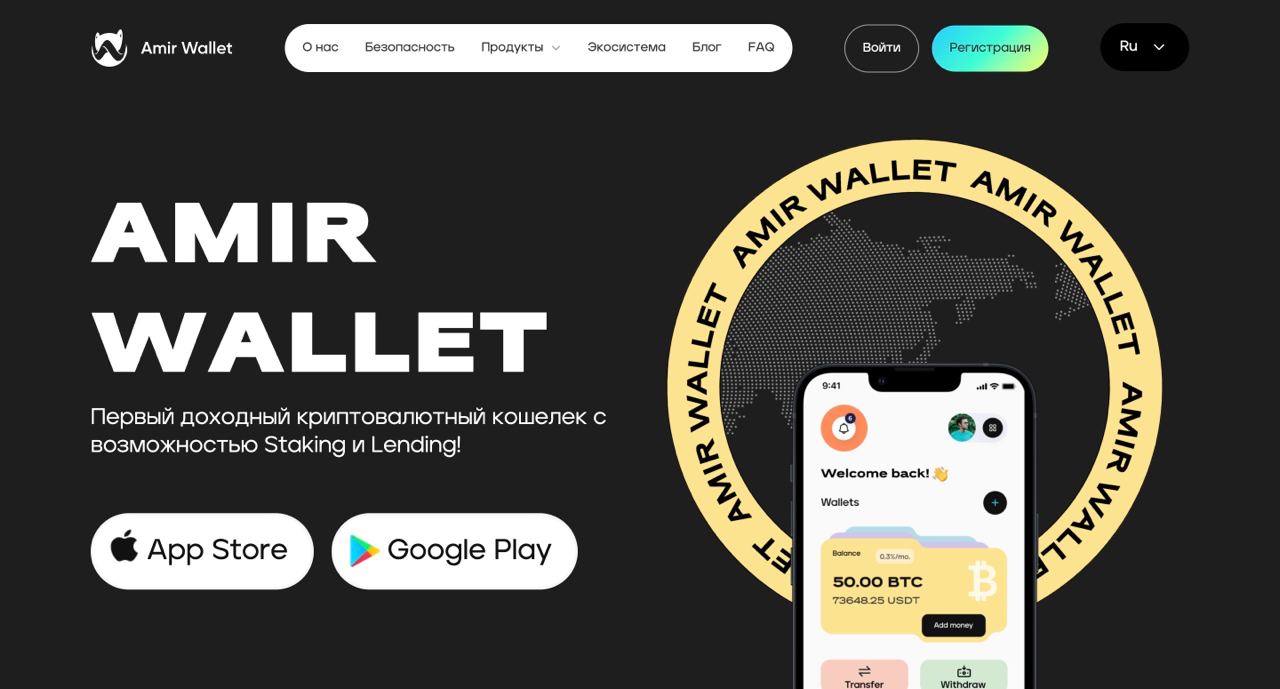 Amir Wallet
О нас
Безопасность
Продукты
Экосистема
Блог
FAQ
Войти
Регистрация
Ru
AMIR
WALLET
Первый доходный криптовалютный кошелек с
возможностью Staking и Lending!
App Store
Google Play
AMIR WALLET AMIR WALLET AMIR WALLET AMIR WALLET
9:41
6
Welcome back! 👋
Wallets
Balance
0.3%/mo.
50.00 BTC
73648.25 USDT
Add money
Transfer
Withdraw